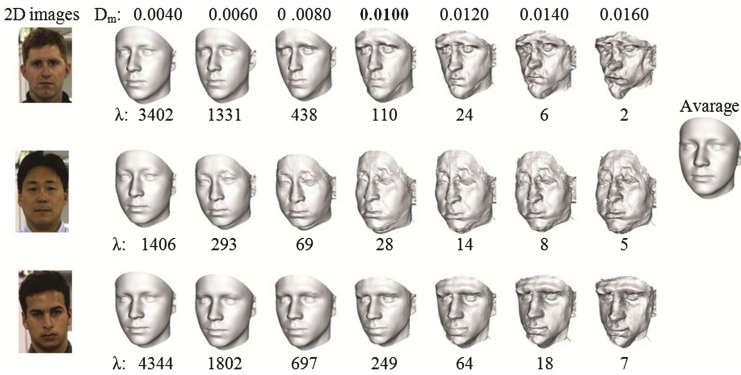 2D images Dₘ: 0.0040 0.0060 0 .0080 0.0100 0.0120 0.0140 0.0160
λ: 3402 1331 438 110 24 6 2
Avarage
λ: 1406 293 69 28 14 8 5
λ: 4344 1802 697 249 64 18 7